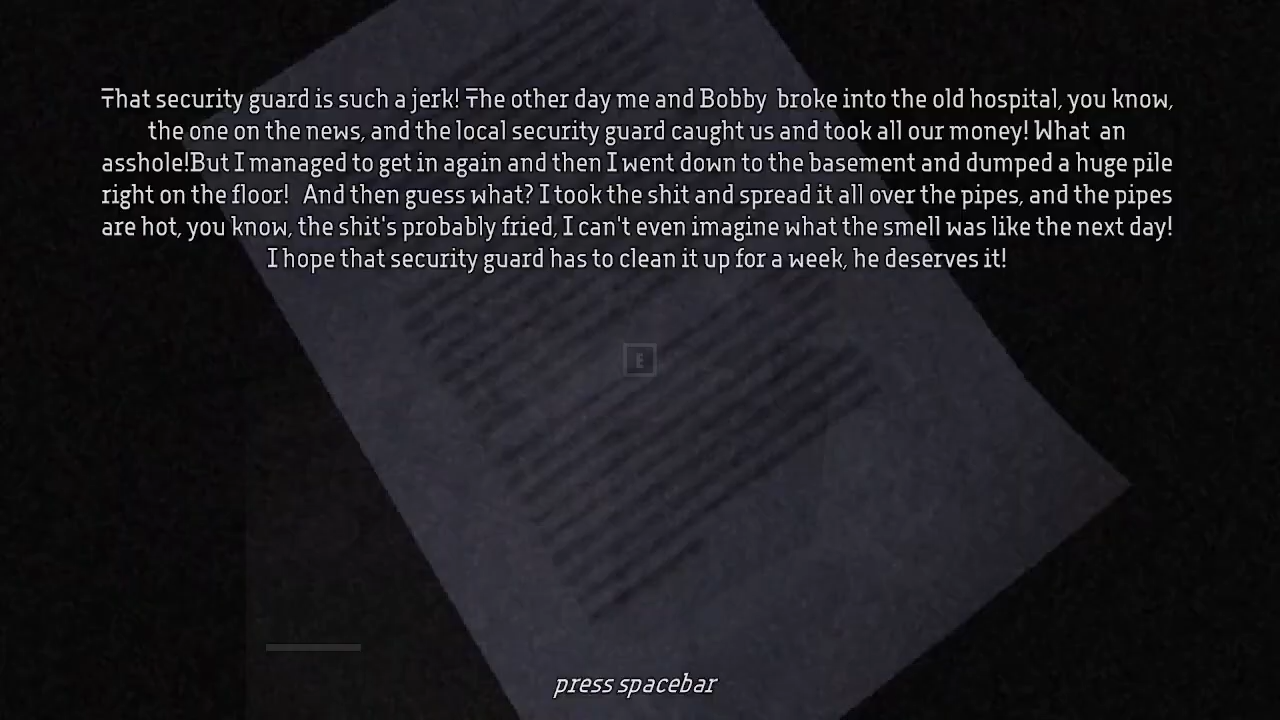 That security guard is such a jerk! The other day me and Bobby  broke into the old hospital, you know,
the one on the news, and the local security guard caught us and took all our money! What  an
asshole!But I managed to get in again and then I went down to the basement and dumped a huge pile
right on the floor!  And then guess what? I took the shit and spread it all over the pipes, and the pipes
are hot, you know, the shit's probably fried, I can't even imagine what the smell was like the next day!
I hope that security guard has to clean it up for a week, he deserves it!
E
press spacebar